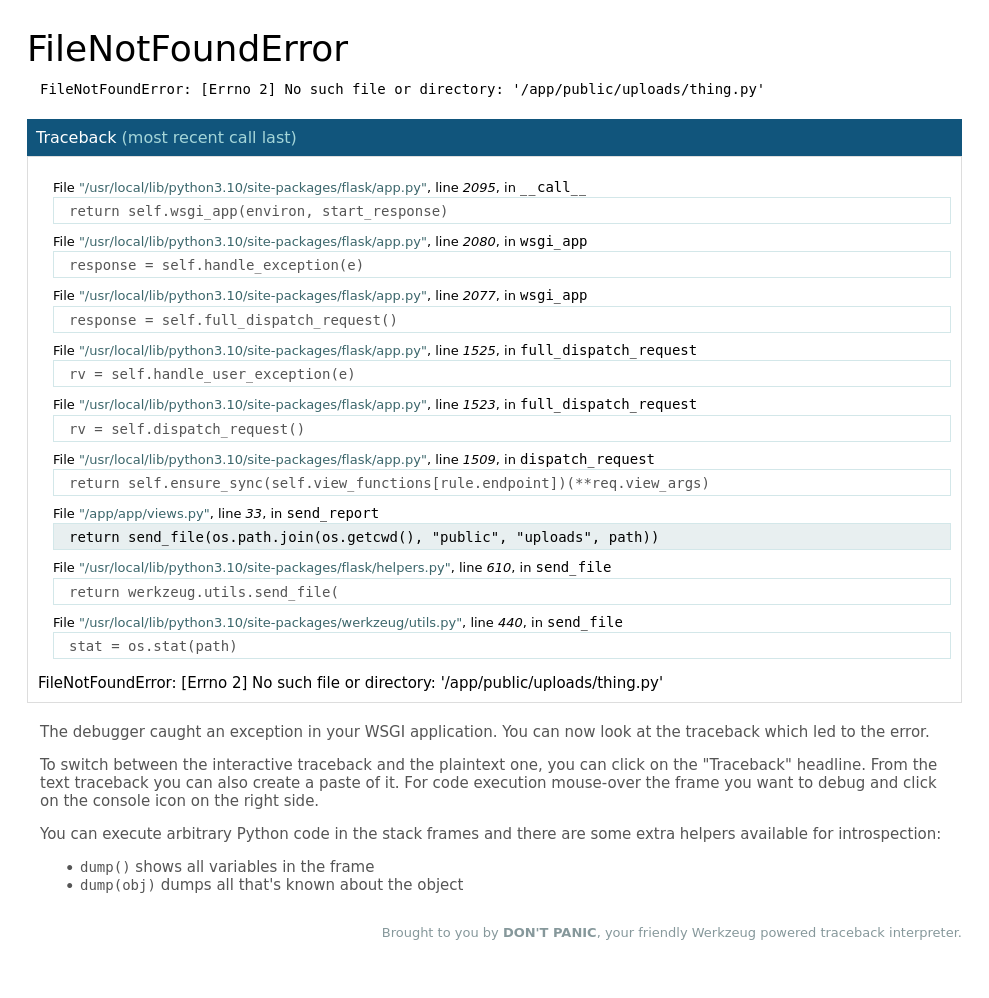 FileNotFoundError
FileNotFoundError: [Errno 2] No such file or directory: '/app/public/uploads/thing.py'
Traceback (most recent call last)
File "/usr/local/lib/python3.10/site-packages/flask/app.py", line 2095, in __call__
return self.wsgi_app(environ, start_response)
File "/usr/local/lib/python3.10/site-packages/flask/app.py", line 2080, in wsgi_app
response = self.handle_exception(e)
File "/usr/local/lib/python3.10/site-packages/flask/app.py", line 2077, in wsgi_app
response = self.full_dispatch_request()
File "/usr/local/lib/python3.10/site-packages/flask/app.py", line 1525, in full_dispatch_request
rv = self.handle_user_exception(e)
File "/usr/local/lib/python3.10/site-packages/flask/app.py", line 1523, in full_dispatch_request
rv = self.dispatch_request()
File "/usr/local/lib/python3.10/site-packages/flask/app.py", line 1509, in dispatch_request
return self.ensure_sync(self.view_functions[rule.endpoint])(**req.view_args)
File "/app/app/views.py", line 33, in send_report
return send_file(os.path.join(os.getcwd(), "public", "uploads", path))
File "/usr/local/lib/python3.10/site-packages/flask/helpers.py", line 610, in send_file
return werkzeug.utils.send_file(
File "/usr/local/lib/python3.10/site-packages/werkzeug/utils.py", line 440, in send_file
stat = os.stat(path)
FileNotFoundError: [Errno 2] No such file or directory: '/app/public/uploads/thing.py'
The debugger caught an exception in your WSGI application. You can now look at the traceback which led to the error.
To switch between the interactive traceback and the plaintext one, you can click on the "Traceback" headline. From the
text traceback you can also create a paste of it. For code execution mouse-over the frame you want to debug and click
on the console icon on the right side.
You can execute arbitrary Python code in the stack frames and there are some extra helpers available for introspection:
• dump() shows all variables in the frame
• dump(obj) dumps all that's known about the object
Brought to you by DON'T PANIC, your friendly Werkzeug powered traceback interpreter.